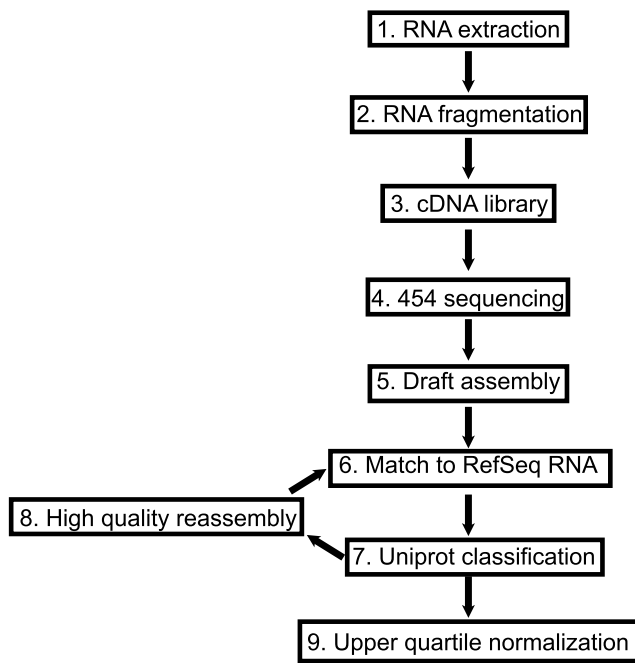 1. RNA extraction
2. RNA fragmentation
3. cDNA library
4. 454 sequencing
5. Draft assembly
6. Match to RefSeq RNA
8. High quality reassembly
7. Uniprot classification
9. Upper quartile normalization